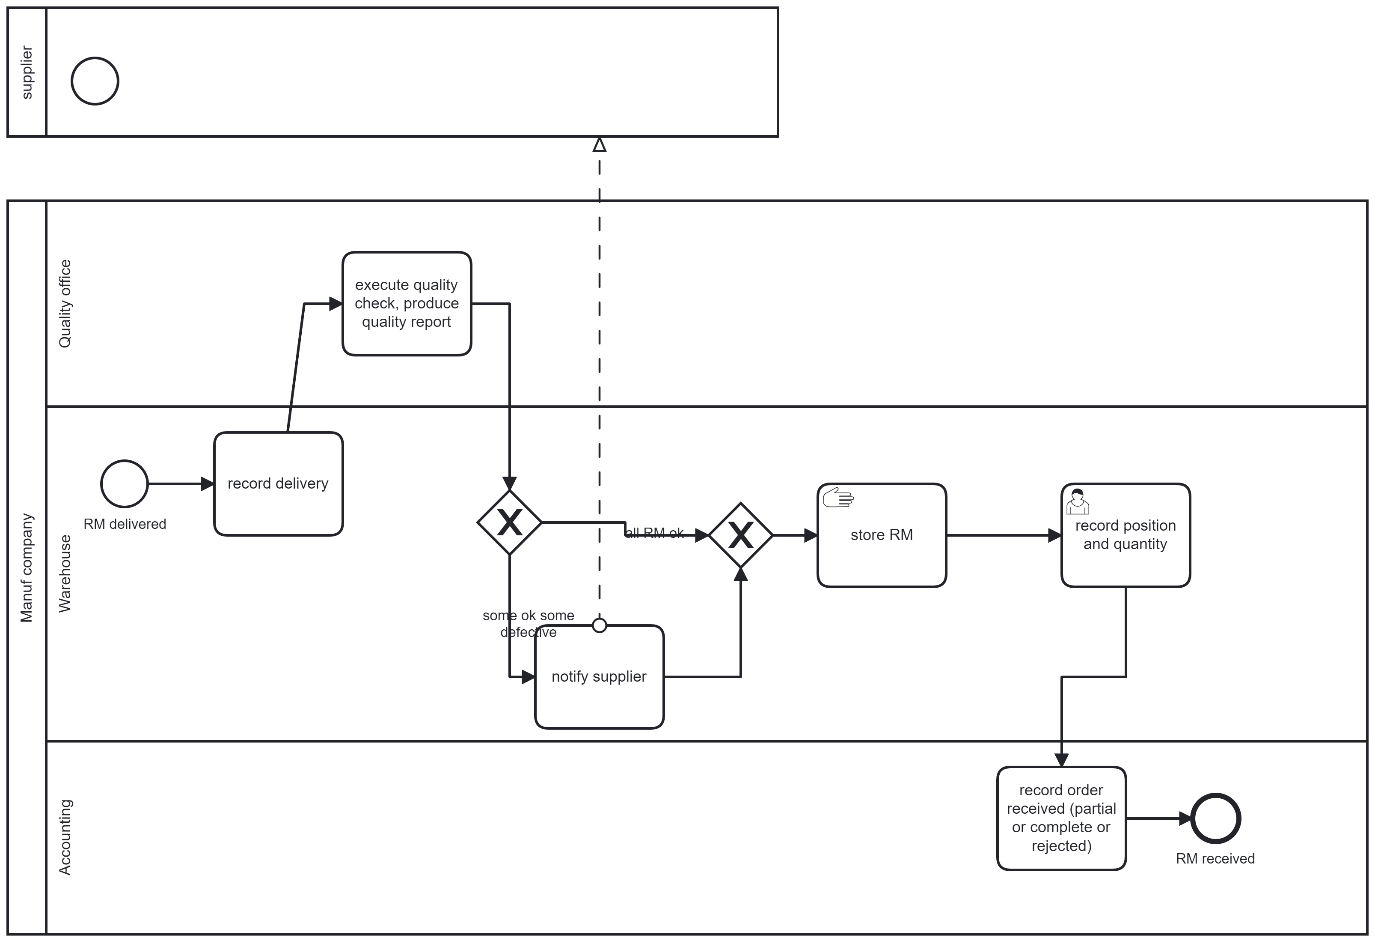 supplier
Manuf company
Quality office
execute quality
check, produce
quality report
Warehouse
RM delivered
record delivery
all RM ok
some ok some
defective
notify supplier
store RM
record position
and quantity
Accounting
record order
received (partial
or complete or
rejected)
RM received